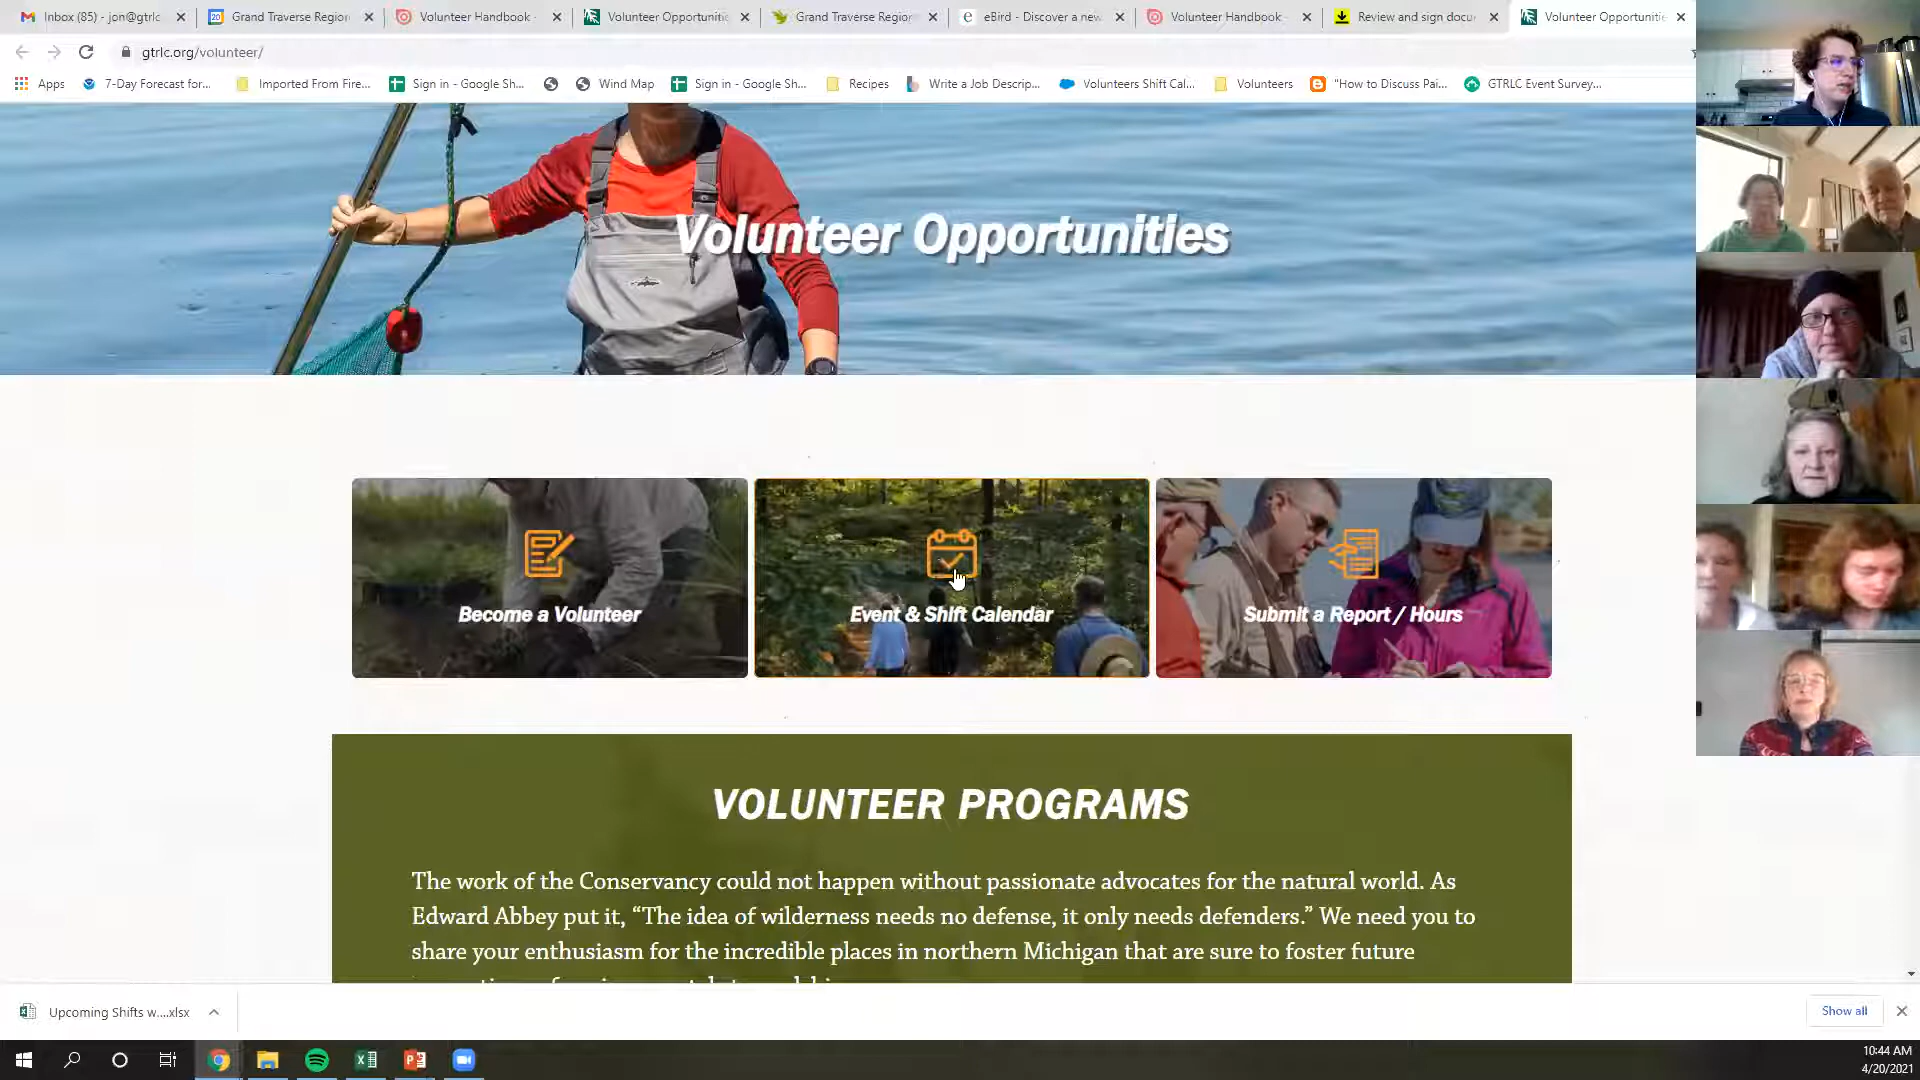 Inbox (85) - jon@gtrlc
Grand Traverse Region
Volunteer Handbook -
Volunteer Opportuniti
Grand Traverse Region
eBird - Discover a new
Volunteer Handbook -
Review and sign docu
Volunteer Opportunitie
gtrlc.org/volunteer/
Apps
7-Day Forecast for...
Imported From Fire...
Sign in - Google Sh...
Wind Map
Sign in - Google Sh...
Recipes
Write a Job Descrip...
Volunteers Shift Cal...
Volunteers
"How to Discuss Pai...
GTRLC Event Survey...
Volunteer Opportunities
Become a Volunteer
Event & Shift Calendar
Submit a Report / Hours
VOLUNTEER PROGRAMS
The work of the Conservancy could not happen without passionate advocates for the natural world. As
Edward Abbey put it, “The idea of wilderness needs no defense, it only needs defenders.” We need you to
share your enthusiasm for the incredible places in northern Michigan that are sure to foster future
Upcoming Shifts w....xlsx
Show all
10:44 AM
4/20/2021